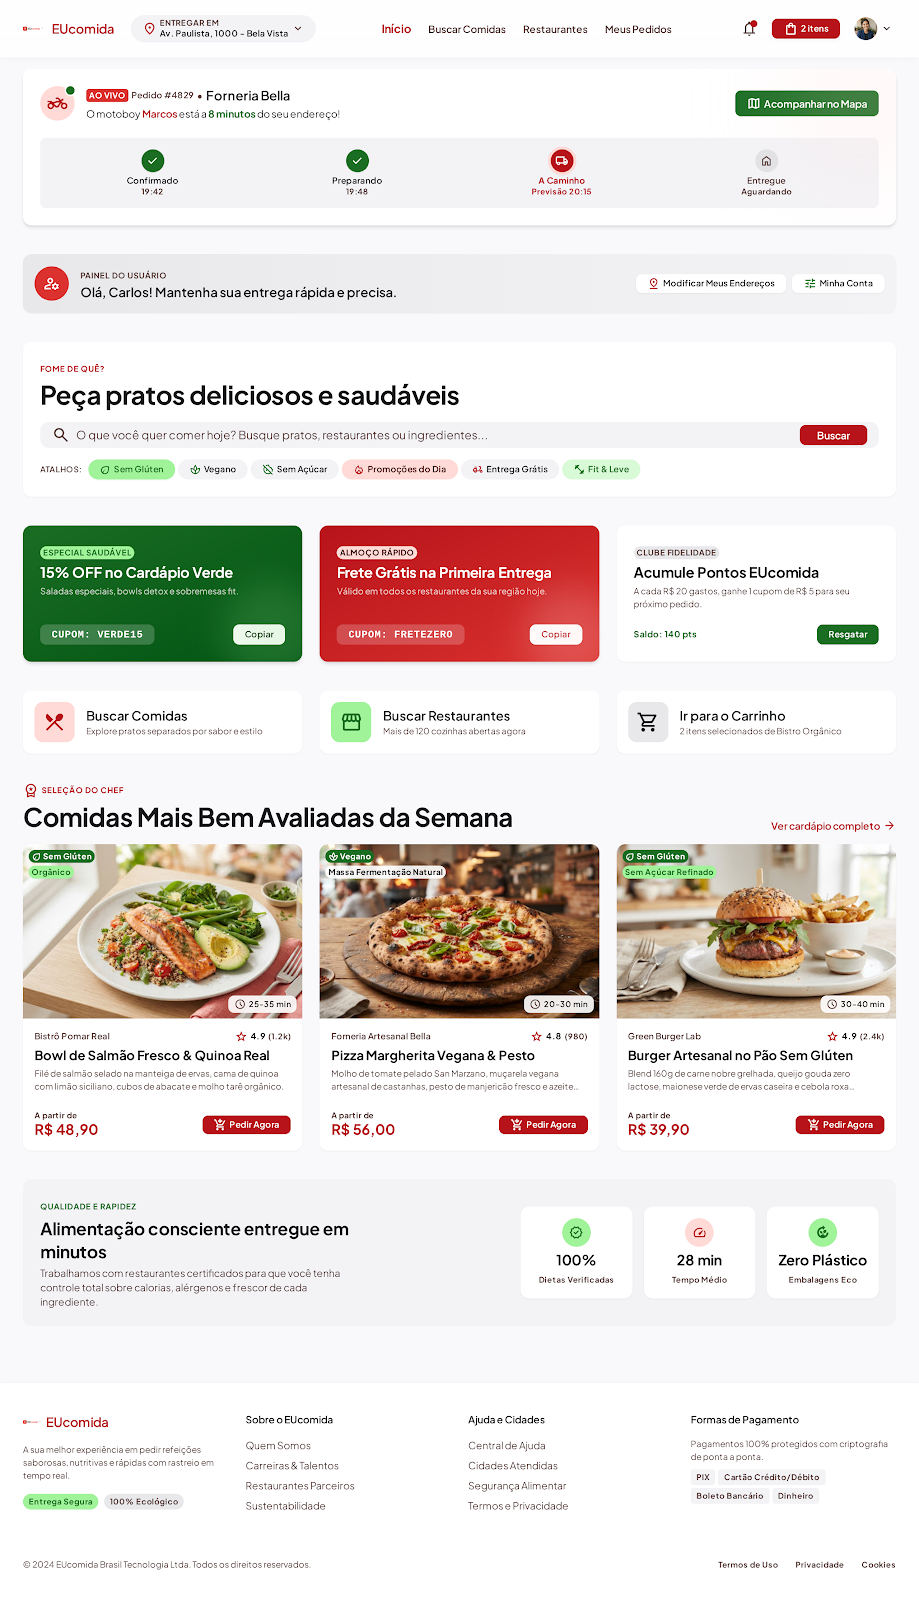 EUcomida
ENTREGAR EM
Av. Paulista, 1000 - Bela Vista
Início
Buscar Comidas
Restaurantes
Meus Pedidos
2 itens
AO VIVO Pedido #4829 • Forneria Bella
O motoboy Marcos está a 8 minutos do seu endereço!
Acompanhar no Mapa
Confirmado
19:42
Preparando
19:48
A Caminho
Previsão 20:15
Entregue
Aguardando
PAINEL DO USUÁRIO
Olá, Carlos! Mantenha sua entrega rápida e precisa.
Modificar Meus Endereços
Minha Conta
FOME DE QUÊ?
Peça pratos deliciosos e saudáveis
O que você quer comer hoje? Busque pratos, restaurantes ou ingredientes...
Buscar
ATALHOS:
Sem Glúten
Vegano
Sem Açúcar
Promoções do Dia
Entrega Grátis
Fit & Leve
ESPECIAL SAUDÁVEL
15% OFF no Cardápio Verde
Saladas especiais, bowls detox e sobremesas fit.
CUPOM: VERDE15
Copiar
ALMOÇO RÁPIDO
Frete Grátis na Primeira Entrega
Válido em todos os restaurantes da sua região hoje.
CUPOM: FRETEZERO
Copiar
CLUBE FIDELIDADE
Acumule Pontos EUcomida
A cada R$ 20 gastos, ganhe 1 cupom de R$ 5 para seu
próximo pedido.
Saldo: 140 pts
Resgatar
Buscar Comidas
Explore pratos separados por sabor e estilo
Buscar Restaurantes
Mais de 120 cozinhas abertas agora
Ir para o Carrinho
2 itens selecionados de Bistro Orgânico
SELEÇÃO DO CHEF
Comidas Mais Bem Avaliadas da Semana
Ver cardápio completo
Sem Glúten
Orgânico
25-35 min
Bistrô Pomar Real
4.9 (1.2k)
Bowl de Salmão Fresco & Quinoa Real
Filé de salmão selado na manteiga de ervas, cama de quinoa
com limão siciliano, cubos de abacate e molho tarê orgânico.
A partir de
R$ 48,90
Pedir Agora
Vegano
Massa Fermentação Natural
20-30 min
Forneria Artesanal Bella
4.8 (980)
Pizza Margherita Vegana & Pesto
Molho de tomate pelado San Marzano, muçarela vegana
artesanal de castanhas, pesto de manjericão fresco e azeite...
A partir de
R$ 56,00
Pedir Agora
Sem Glúten
Sem Açúcar Refinado
30-40 min
Green Burger Lab
4.9 (2.4k)
Burger Artesanal no Pão Sem Glúten
Blend 160g de carne nobre grelhada, queijo gouda zero
lactose, maionese verde de ervas caseira e cebola roxa...
A partir de
R$ 39,90
Pedir Agora
QUALIDADE E RAPIDEZ
Alimentação consciente entregue em
minutos
Trabalhamos com restaurantes certificados para que você tenha
controle total sobre calorias, alérgenos e frescor de cada
ingrediente.
100%
Dietas Verificadas
28 min
Tempo Médio
Zero Plástico
Embalagens Eco
EUcomida
A sua melhor experiência em pedir refeições
saborosas, nutritivas e rápidas com rastreio em
tempo real.
Entrega Segura
100% Ecológico
Sobre o EUcomida
Quem Somos
Carreiras & Talentos
Restaurantes Parceiros
Sustentabilidade
Ajuda e Cidades
Central de Ajuda
Cidades Atendidas
Segurança Alimentar
Termos e Privacidade
Formas de Pagamento
Pagamentos 100% protegidos com criptografia
de ponta a ponta.
PIX
Cartão Crédito/Débito
Boleto Bancário
Dinheiro
© 2024 EUcomida Brasil Tecnologia Ltda. Todos os direitos reservados.
Termos de Uso
Privacidade
Cookies